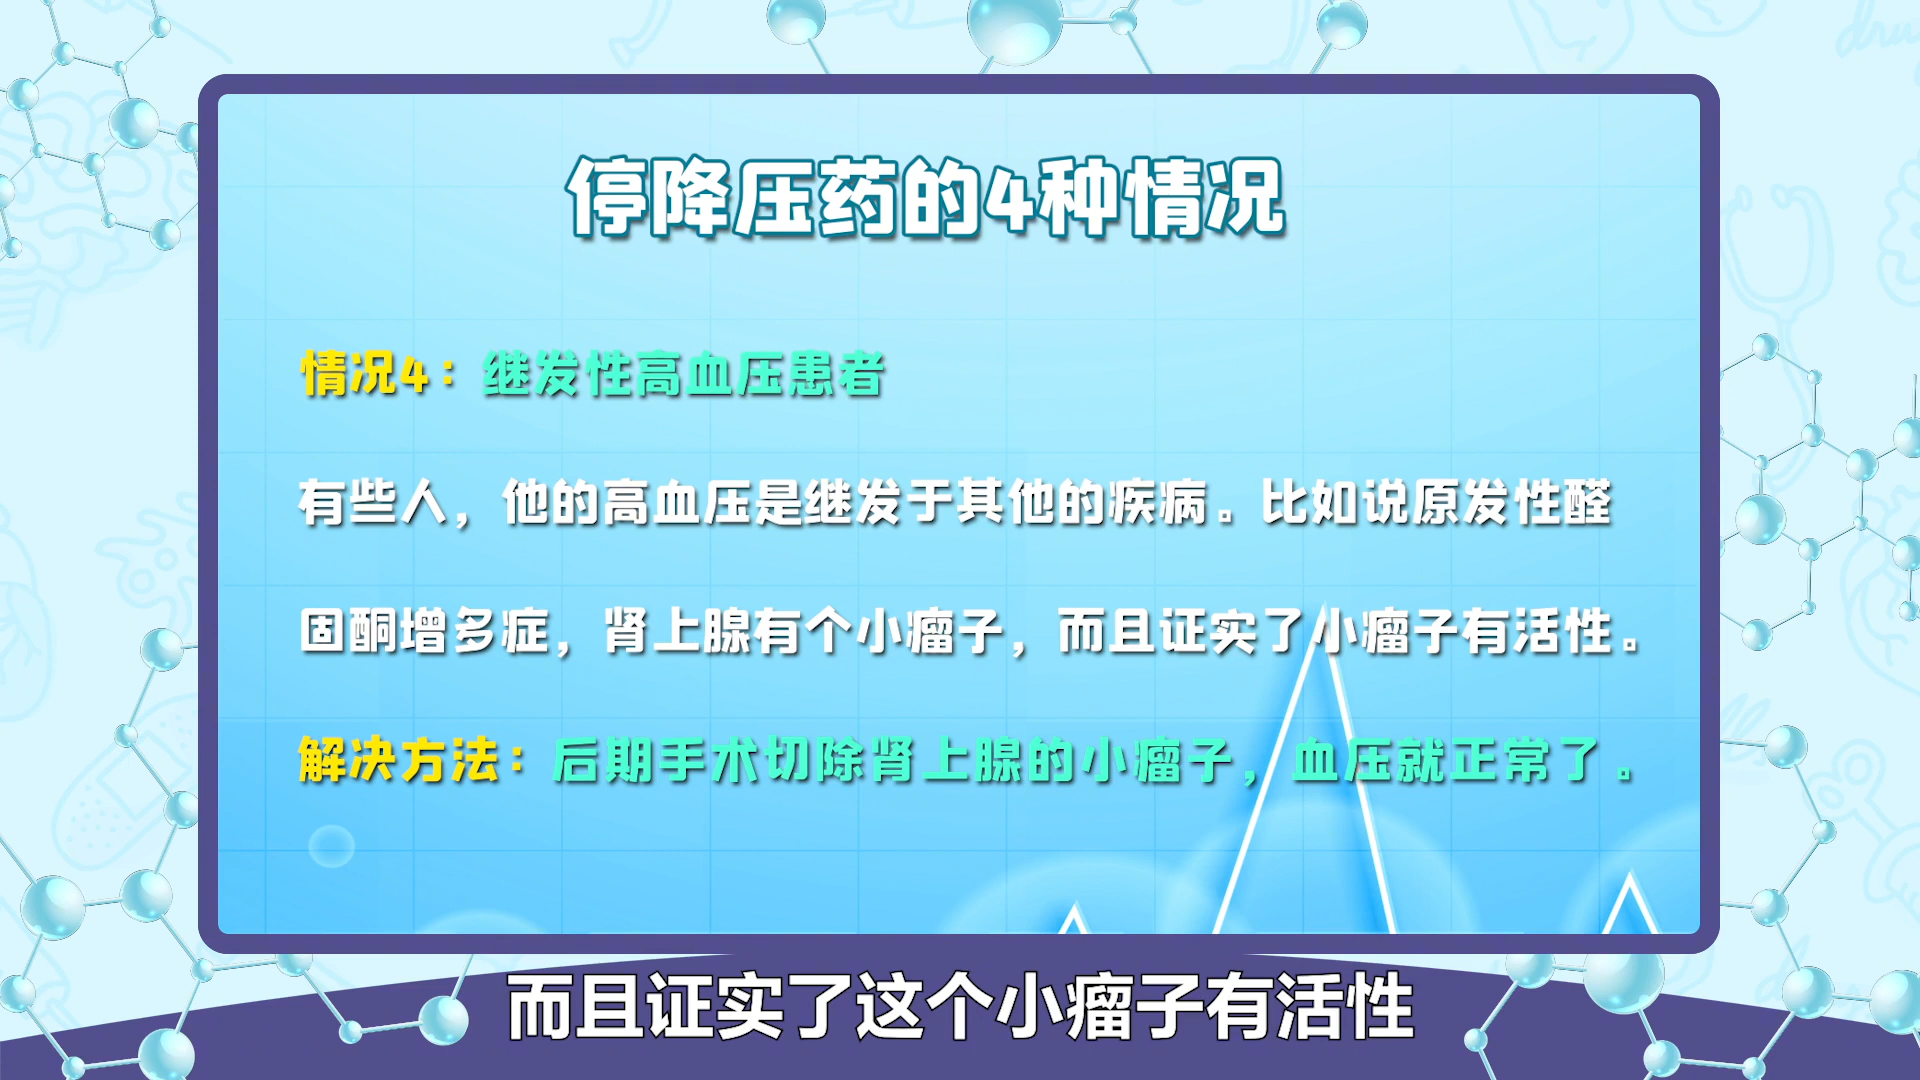 停降压药的4种情况
情况4：继发性高血压患者
有些人，他的高血压是继发于其他的疾病。比如说原发性醛
固酮增多症，肾上腺有个小瘤子，而且证实了小瘤子有活性。
解决方法：后期手术切除肾上腺的小瘤子，血压就正常了。
而且证实了这个小瘤子有活性